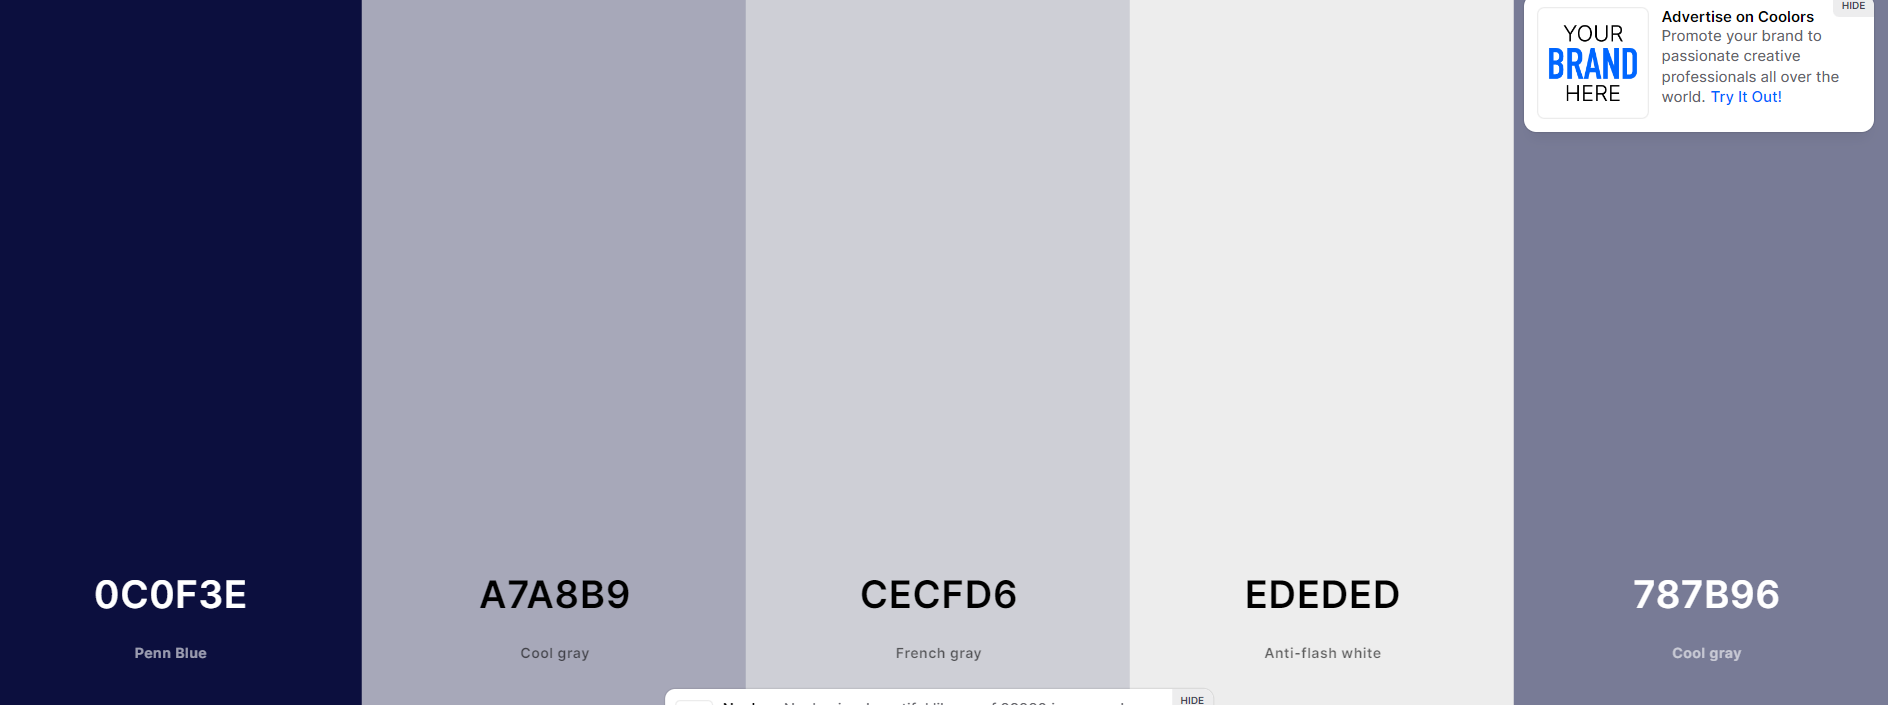 HIDE
YOUR
BRAND
HERE
Advertise on Coolors
Promote your brand to
passionate creative
professionals all over the
world. Try It Out!
0C0F3E
Penn Blue
A7A8B9
Cool gray
CECFD6
French gray
EDEDED
Anti-flash white
787B96
Cool gray
HIDE